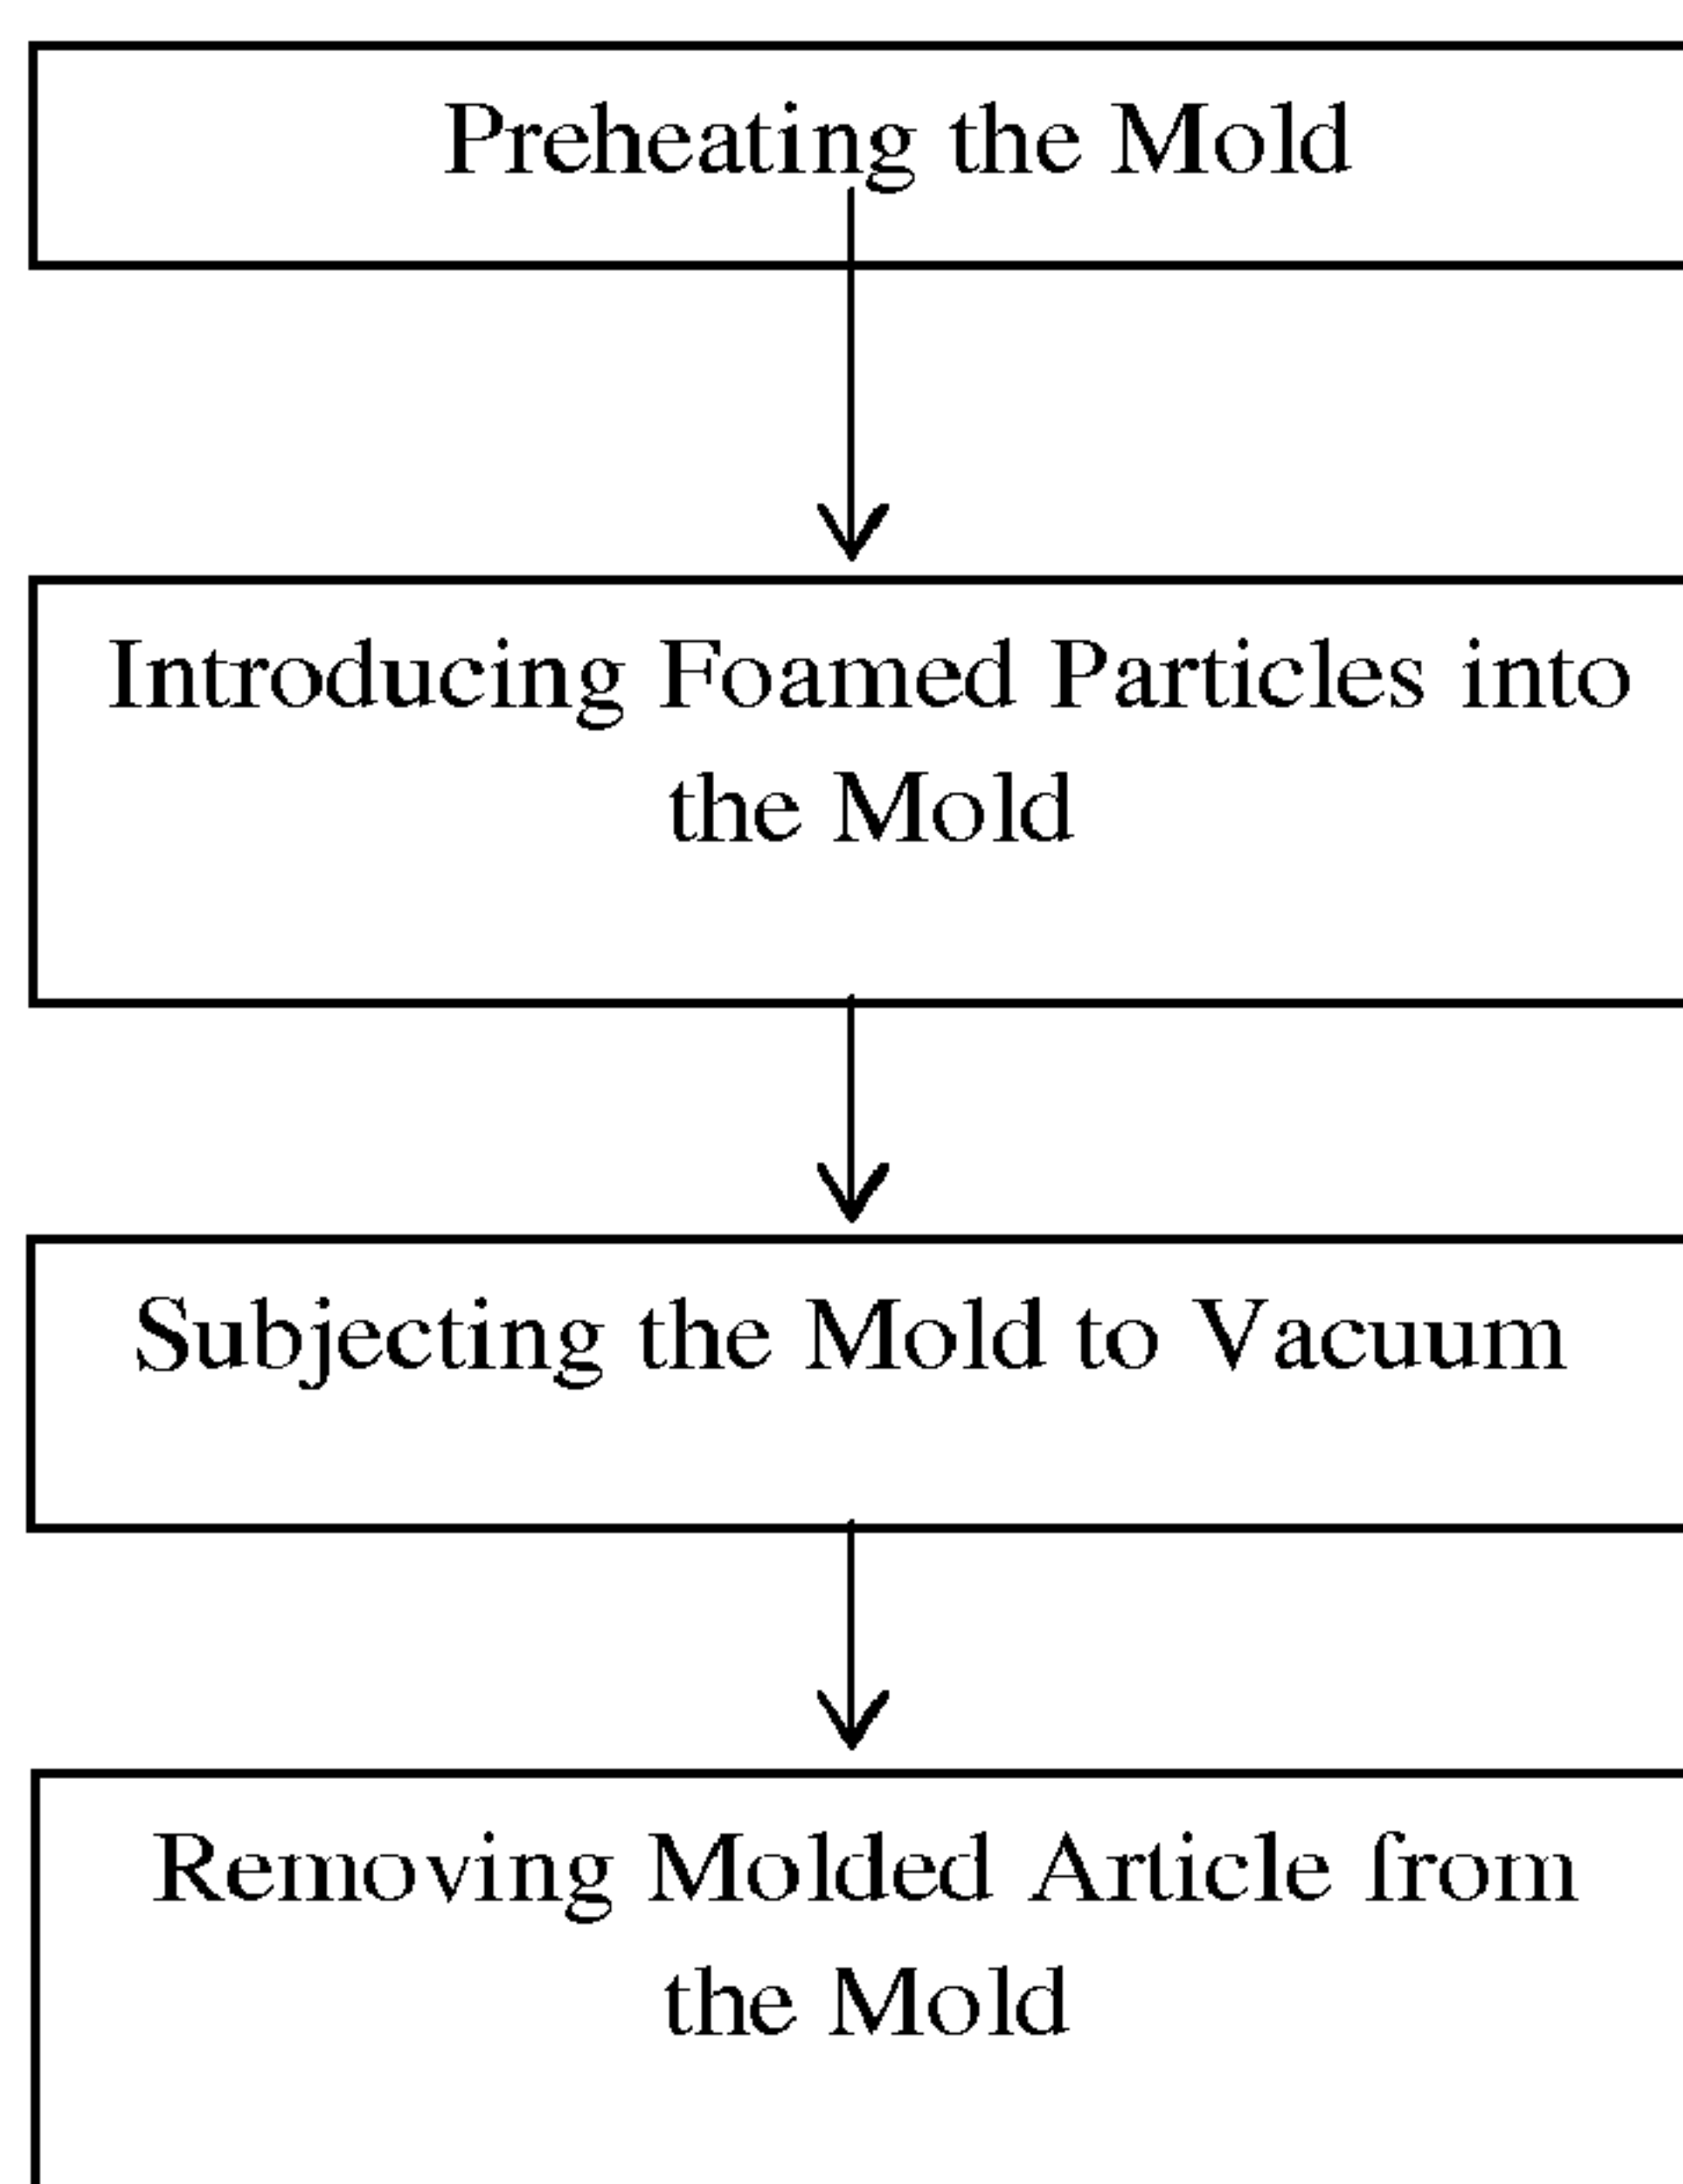 Preheating the Mold
Introducing Foamed Particles into
the Mold
Subjecting the Mold to Vacuum
Removing Molded Article from
the Mold